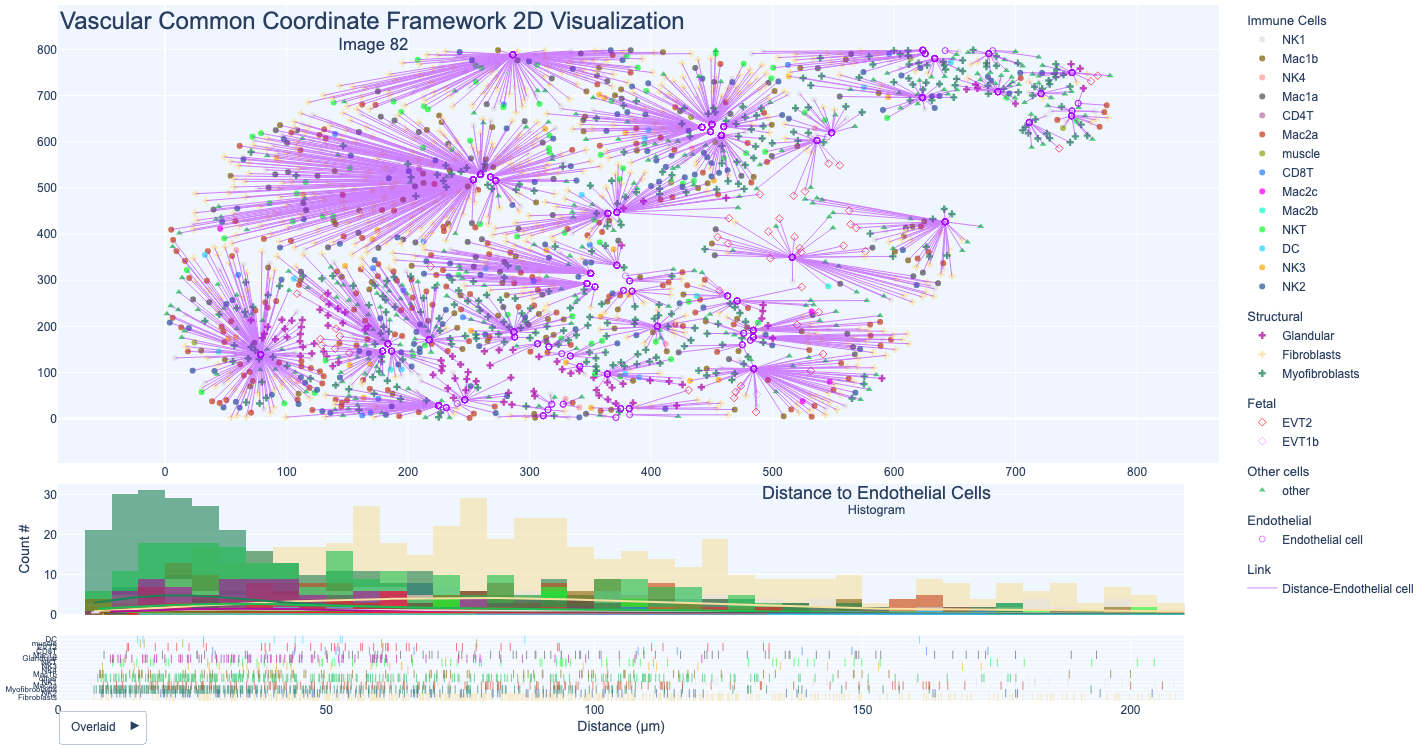 Vascular Common Coordinate Framework 2D Visualization
Image 82
800
700
600
500
400
300
200
100
0
0 100 200 300 400 500 600 700 800
Immune Cells
NK1
Mac1b
NK4
Mac1a
CD4T
Mac2a
muscle
CD8T
Mac2c
Mac2b
NKT
DC
NK3
NK2
Structural
Glandular
Fibroblasts
Myofibroblasts
Fetal
EVT2
EVT1b
Other cells
other
Endothelial
Endothelial cell
Link
Distance-Endothelial cell
Distance to Endothelial Cells
Histogram
Count #
30
20
10
0
DC
muscle
Glandular
Myofibroblasts
Fibroblasts
0 50 100 150 200
Distance (μm)
Overlaid ►